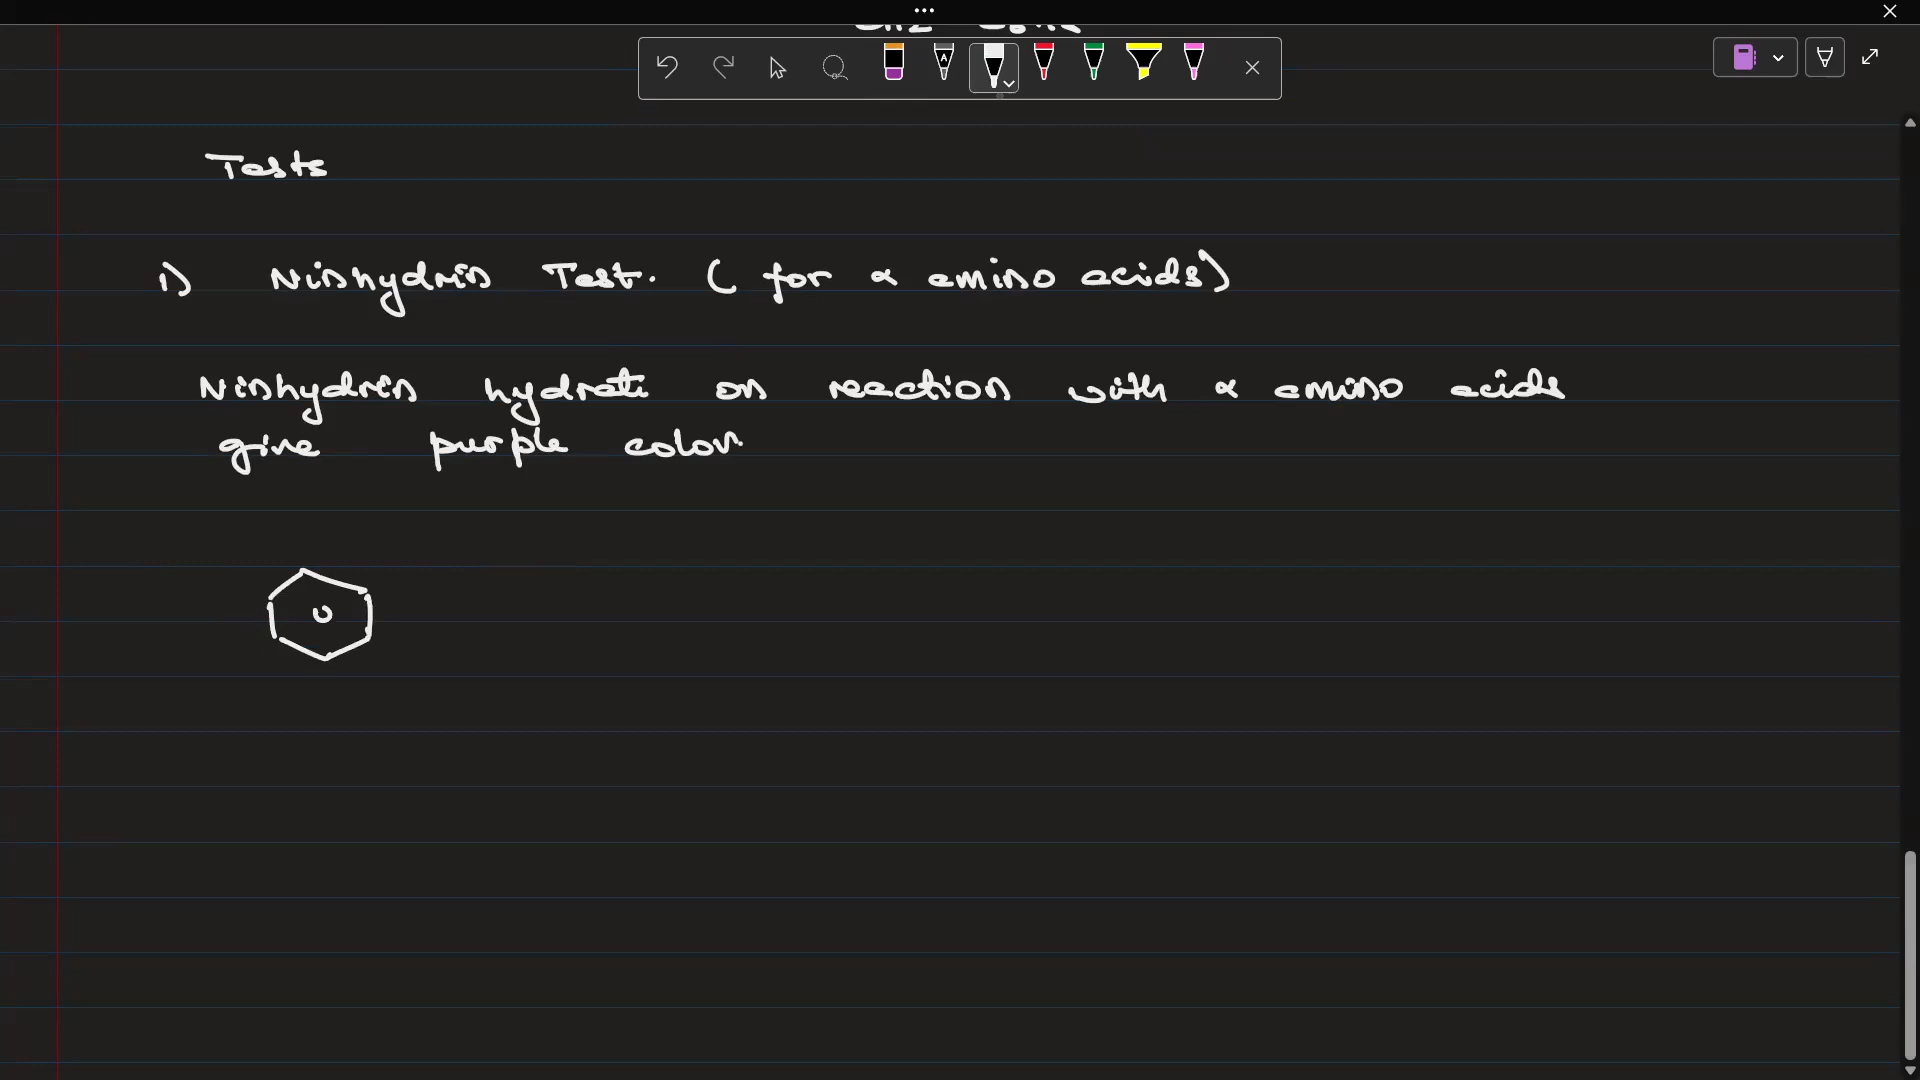 Tests
1) Ninhydrin Test. ( for α amino acids)
Ninhydrin hydrate on reaction with α amino acids
give purple color